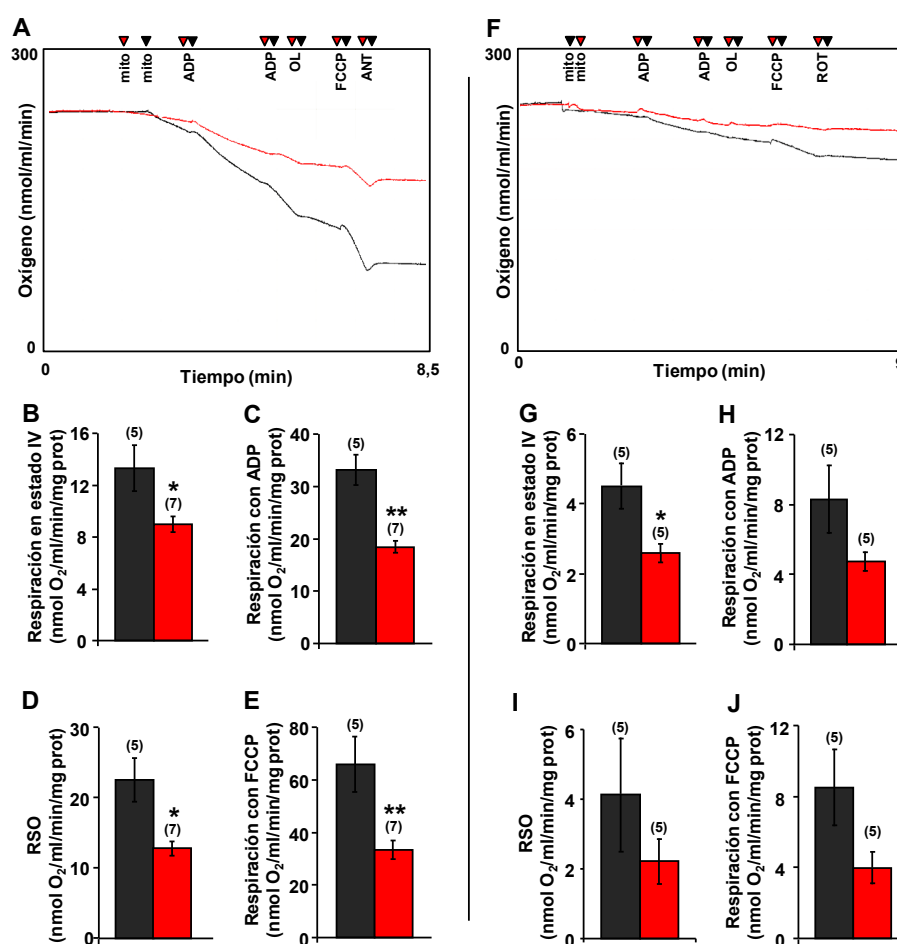 A
300
mito
mito
ADP
ADP
OL
FCCP
ANT
Oxígeno (nmol/ml/min)
0
0
Tiempo (min)
8,5
F
300
mito
mito
ADP
ADP
OL
FCCP
ROT
Oxígeno (nmol/ml/min)
0
0
Tiempo (min)
9
B
Respiración en estado IV
(nmol O2/ml/min/mg prot)
16
12
8
4
0
(5)
*
(7)
C
Respiración con ADP
(nmol O2/ml/min/mg prot)
40
30
20
10
0
(5)
**
(7)
G
Respiración en estado IV
(nmol O2/ml/min/mg prot)
6
4
2
0
(5)
*
(5)
H
Respiración con ADP
(nmol O2/ml/min/mg prot)
12
8
4
0
(5)
(5)
D
RSO
(nmol O2/ml/min/mg prot)
30
20
10
0
(5)
*
(7)
E
Respiración con FCCP
(nmol O2/ml/min/mg prot)
80
60
40
20
0
(5)
**
(7)
I
RSO
(nmol O2/ml/min/mg prot)
6
4
2
0
(5)
(5)
J
Respiración con FCCP
(nmol O2/ml/min/mg prot)
12
8
4
0
(5)
(5)